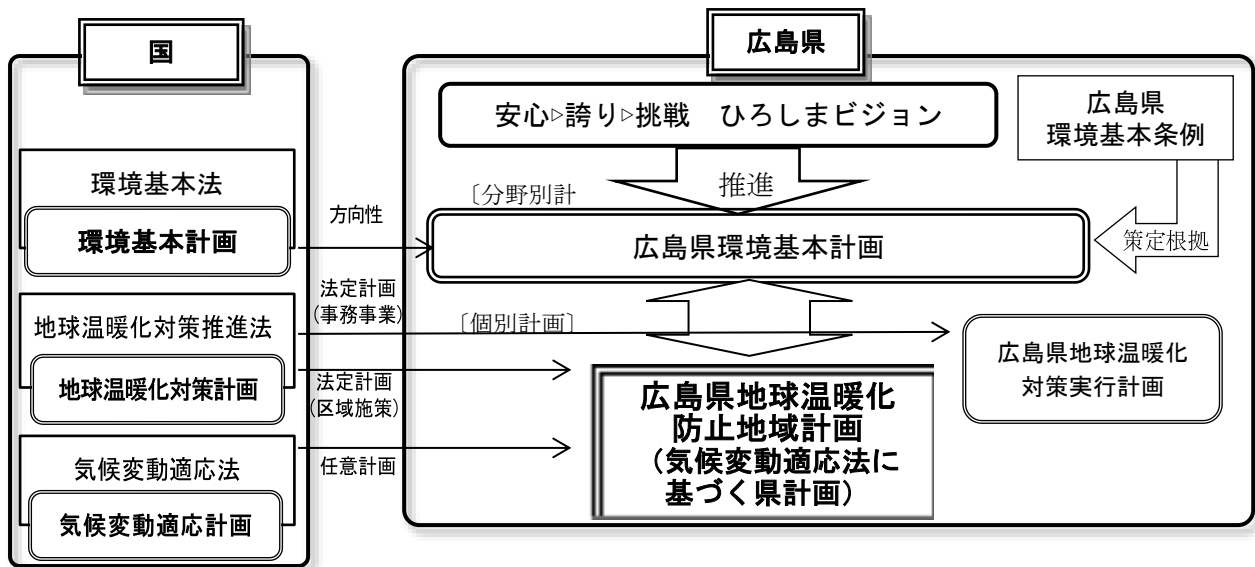 国
環境基本法
環境基本計画
地球温暖化対策推進法
地球温暖化対策計画
気候変動適応法
気候変動適応計画
方向性
法定計画
(事務事業)
法定計画
(区域施策)
任意計画
広島県
安心▷誇り▷挑戦　ひろしまビジョン
広島県
環境基本条例
推進
〔分野別計
策定根拠
広島県環境基本計画
〔個別計画〕
広島県地球温暖化
対策実行計画
広島県地球温暖化
防止地域計画
（気候変動適応法に
基づく県計画）